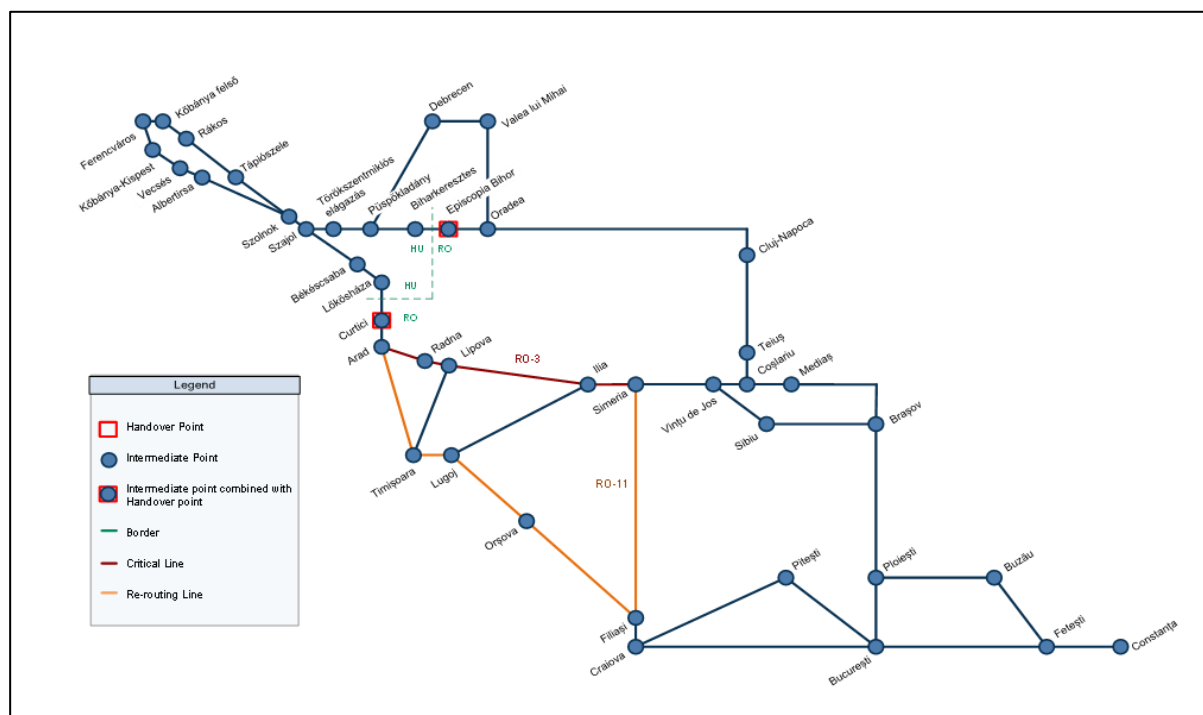 Kőbánya felső
Ferencváros
Rákos
Kőbánya-Kispest
Vecsés
Albertirsa
Tápiószele
Szolnok
Szajol
Törökszentmiklós
elágazás
Püspökladány
Debrecen
Valea lui Mihai
Biharkeresztes
Episcopia Bihor
Oradea
HU
RO
Békéscsaba
Lőkösháza
HU
RO
Curtici
Arad
Radna
Lipova
RO-3
Ilia
Simeria
Cluj-Napoca
Teiuș
Coșlariu
Mediaș
Vințu de Jos
Sibiu
Brașov
Timișoara
Lugoj
RO-11
Orșova
Filiași
Craiova
Pitești
Ploiești
Buzău
București
Fetești
Constanța
Legend
Handover Point
Intermediate Point
Intermediate point combined with
Handover point
Border
Critical Line
Re-routing Line